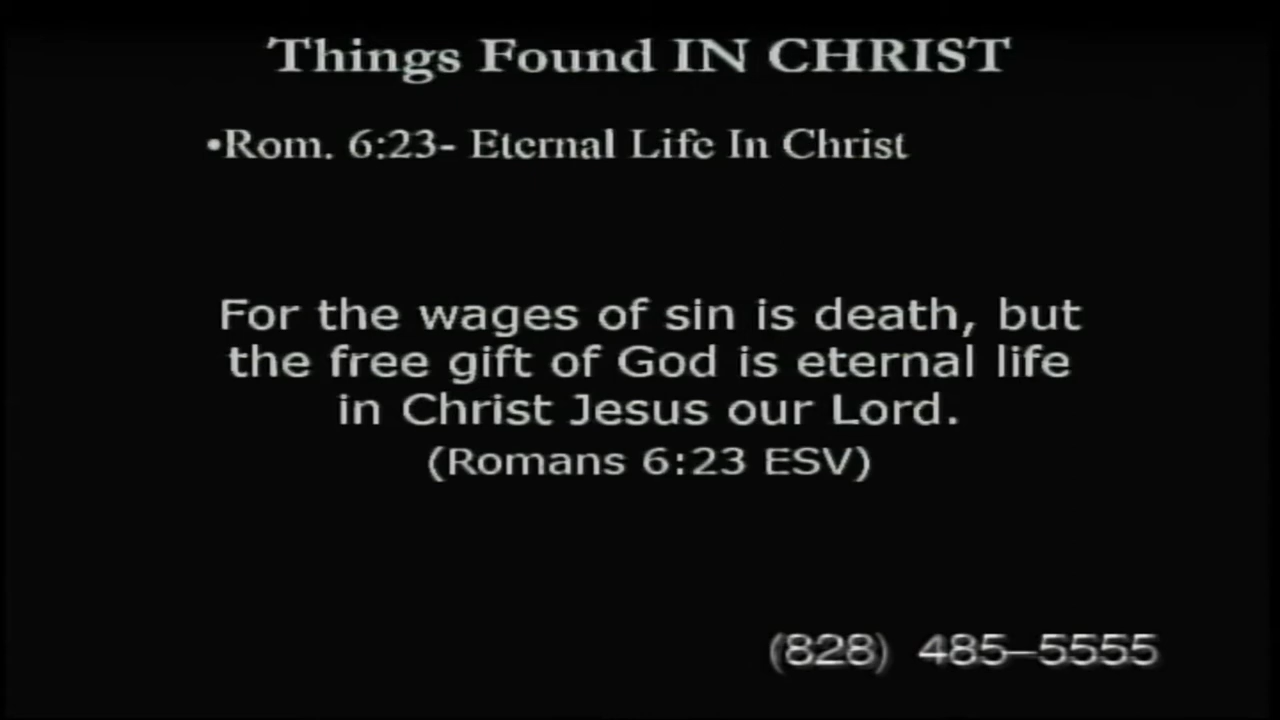 Things Found IN CHRIST
•Rom. 6:23- Eternal Life In Christ
For the wages of sin is death, but
the free gift of God is eternal life
in Christ Jesus our Lord.
(Romans 6:23 ESV)
(828) 485-5555